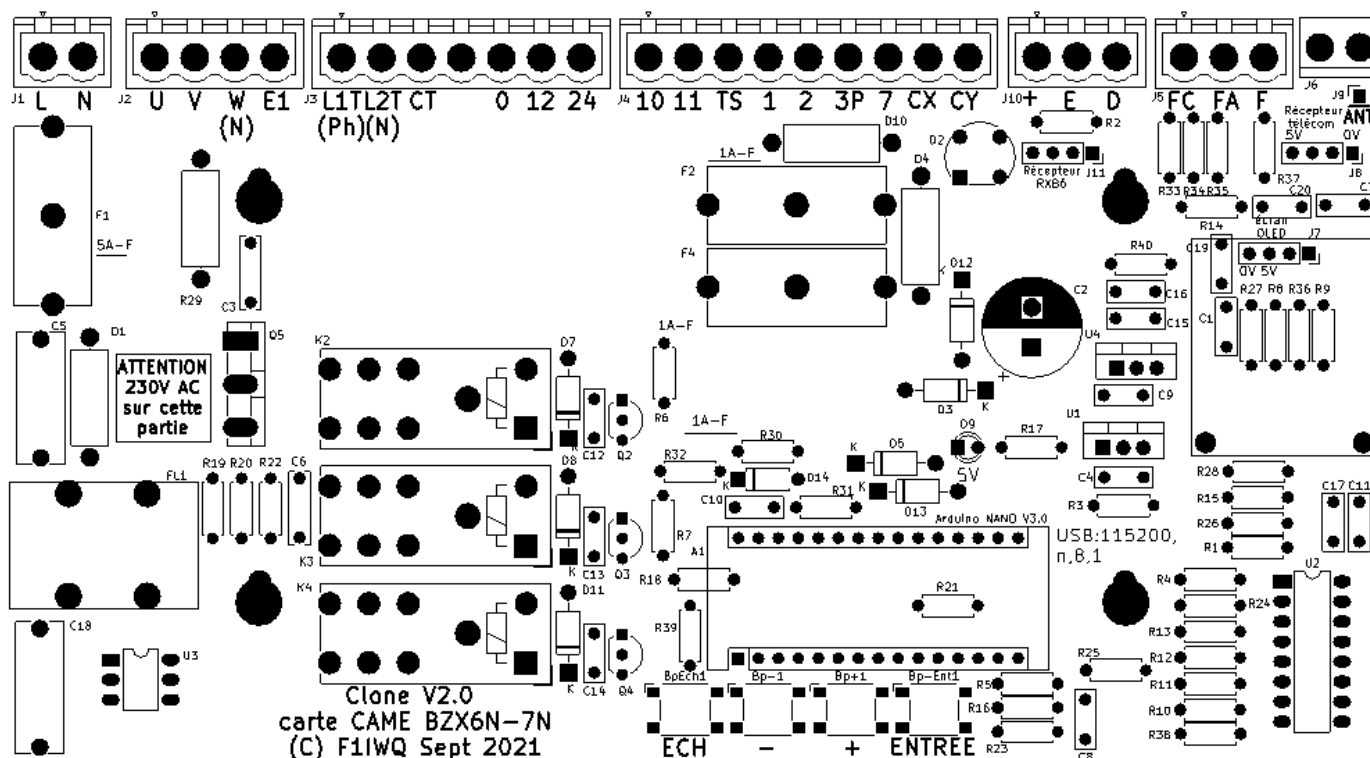 J1 L N
J2 U V W E1
(N)
J3 L1T L2T CT 0 12 24
(Ph)(N)
J4 10 11 TS 1 2 3P 7 CX CY
J10 + E D
J5 FC FA F
J6
J9
ANT
Récepteur
télécom
5V 0V
J8
R2
D10
D2
1A-F
F2
D4
Récepteur
RXB6
J11
R33 R34 R35
R37
C20
F1
5A-F
R29
C3
R14
écran
OLED
J7
0V 5V
C19
R40
F4
K
D12
C2
C16
C15
R27 R8 R36 R9
C1
C5
D1
Q5
ATTENTION
230V AC
sur cette
partie
K2
D7
1A-F
R6
U4
+
D3
K
C9
K
C12
Q2
1A-F
R30
D9
5V
R17
U1
R19 R20 R22 C6
FL1
D8
R32
K
D14
K
D5
K
D13
C10
R31
C4
R3
R28
R15
R26
R1
C17 C11
K3
K
C13
Q3
R7
A1
Arduino NANO V3.0
USB:115200,
n,8,1
K4
D11
R18
R21
R39
R4
R24
R13
R12
R11
R10
R38
U2
R25
C18
U3
K
C14
Q4
BpEch1 Bp-1 Bp+1 Bp-Ent1
R5
R16
R23
C8
Clone V2.0
carte CAME BZX6N-7N
(C) F1IWQ Sept 2021
ECH - + ENTREE